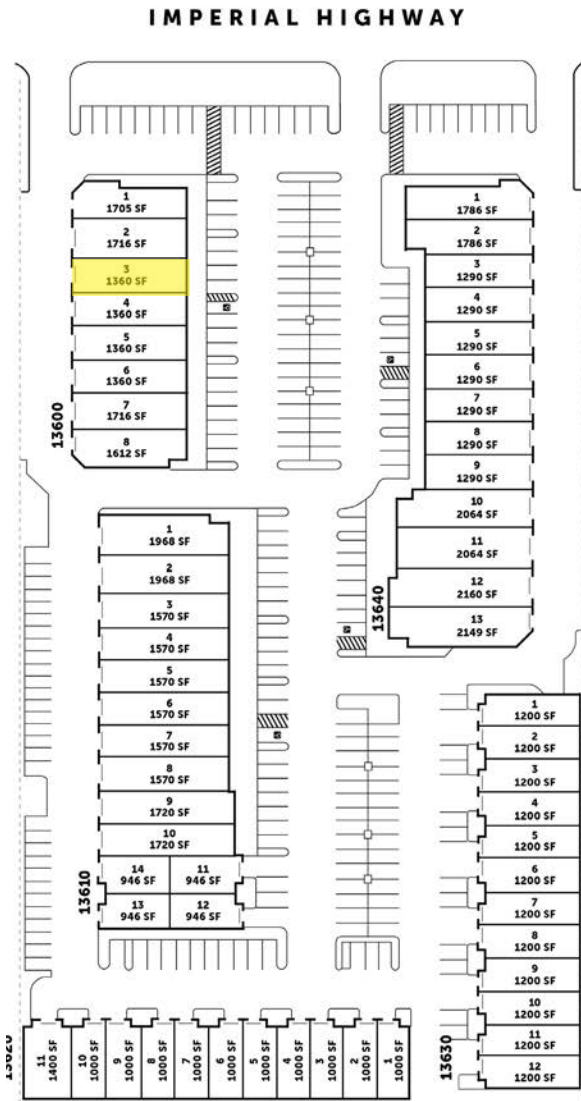 IMPERIAL HIGHWAY
1
1705 SF
2
1716 SF
3
1360 SF
4
1360 SF
5
1360 SF
6
1360 SF
7
1716 SF
8
1612 SF
13600
1
1786 SF
2
1786 SF
3
1290 SF
4
1290 SF
5
1290 SF
6
1290 SF
7
1290 SF
8
1290 SF
9
1290 SF
10
2064 SF
11
2064 SF
12
2160 SF
13
2149 SF
13640
1
1968 SF
2
1968 SF
3
1570 SF
4
1570 SF
5
1570 SF
6
1570 SF
7
1570 SF
8
1570 SF
9
1720 SF
10
1720 SF
14
946 SF
11
946 SF
13
946 SF
12
946 SF
13610
1
1200 SF
2
1200 SF
3
1200 SF
4
1200 SF
5
1200 SF
6
1200 SF
7
1200 SF
8
1200 SF
9
1200 SF
10
1200 SF
11
1200 SF
12
1200 SF
13630
13620
11
1400 SF
10
1000 SF
9
1000 SF
8
1000 SF
7
1000 SF
6
1000 SF
5
1000 SF
4
1000 SF
3
1000 SF
2
1000 SF
1
1000 SF